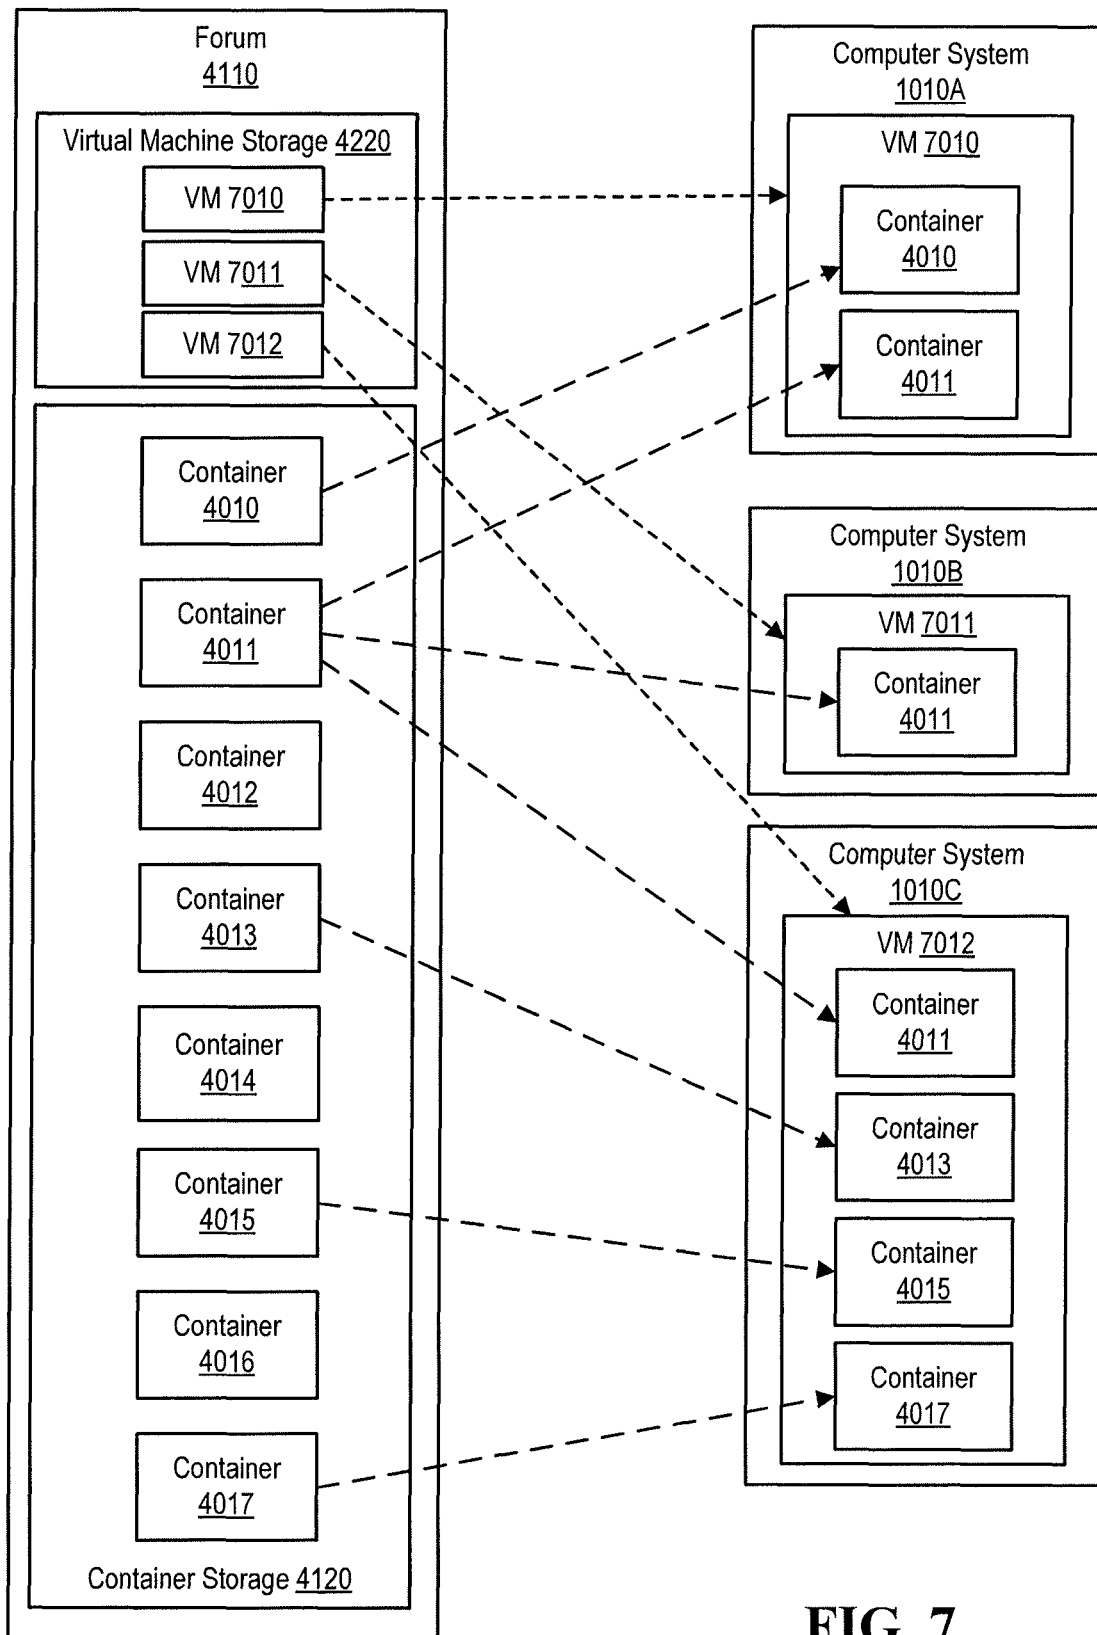 Forum
4110
Virtual Machine Storage 4220
VM 7010
VM 7011
VM 7012
Container
4010
Container
4011
Container
4012
Container
4013
Container
4014
Container
4015
Container
4016
Container
4017
Container Storage 4120
Computer System
1010A
VM 7010
Container
4010
Container
4011
Computer System
1010B
VM 7011
Container
4011
Computer System
1010C
VM 7012
Container
4011
Container
4013
Container
4015
Container
4017
FIG. 7